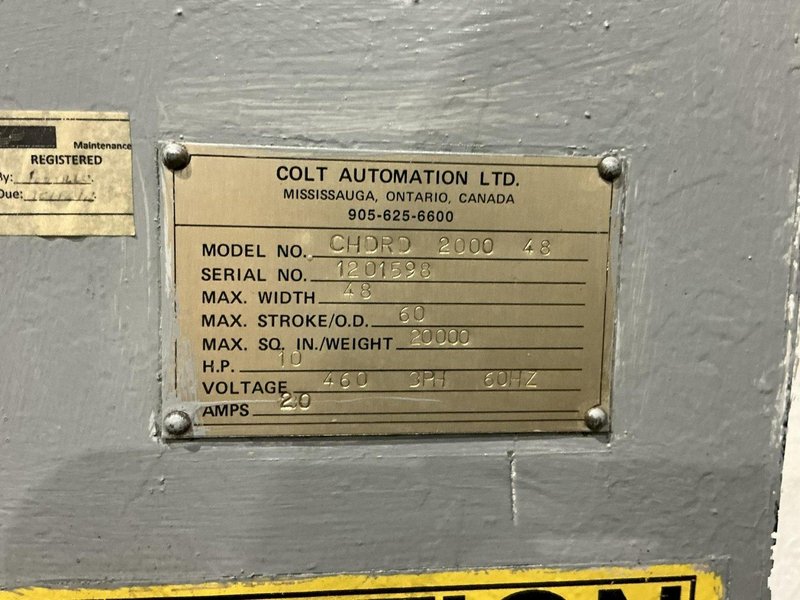 Maintenance
REGISTERED
By:
Due:
COLT AUTOMATION LTD.
MISSISSAUGA, ONTARIO, CANADA
905-625-6600
MODEL NO. CHDRD 2000 48
SERIAL NO. 1201598
MAX. WIDTH 48
MAX. STROKE/O.D. 60
MAX. SQ. IN./WEIGHT 20000
H.P. 10
VOLTAGE 460 3PH 60HZ
AMPS 20